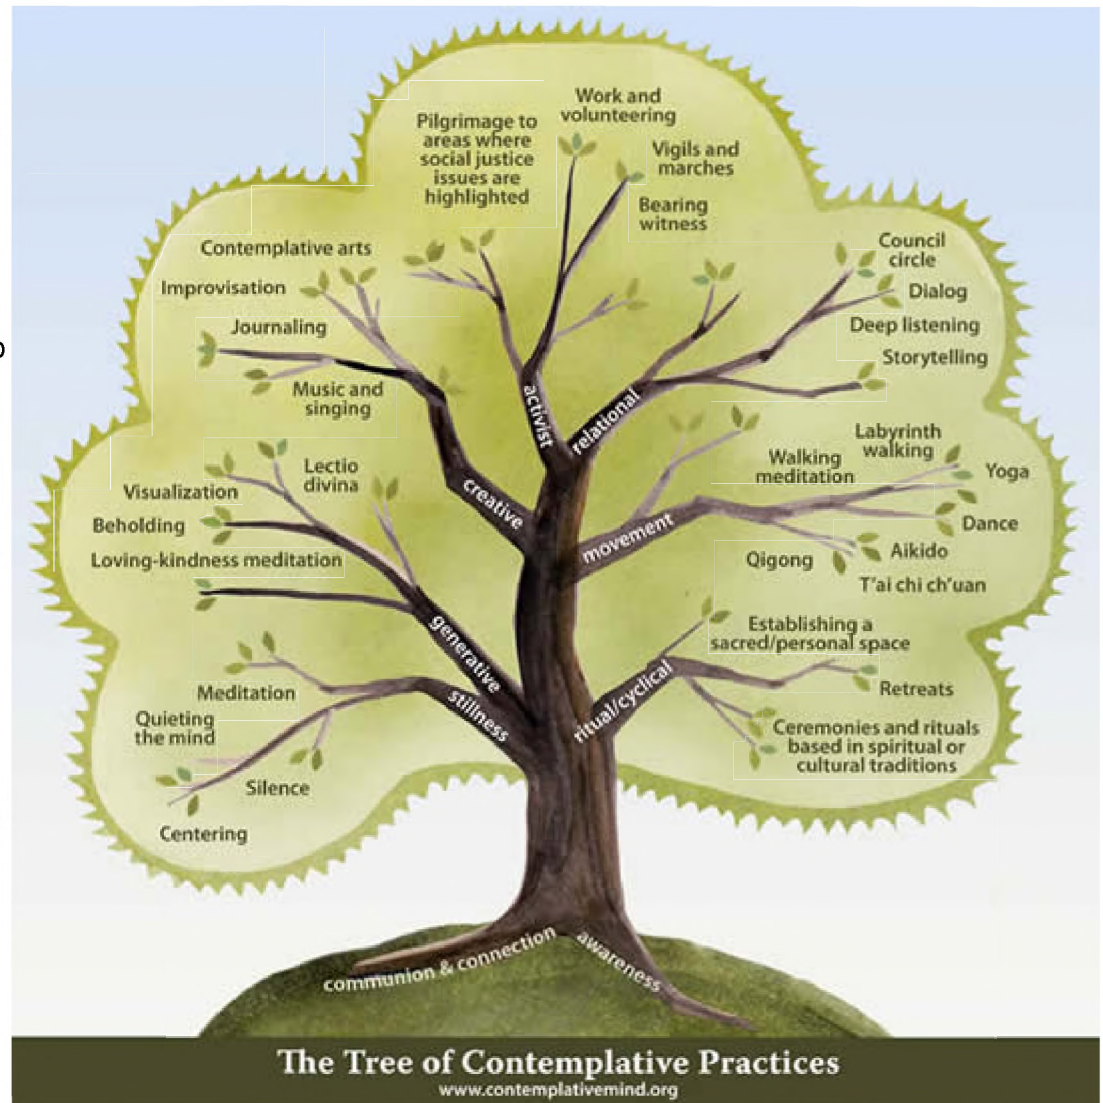 Work and
volunteering
Pilgrimage to
areas where
social justice
issues are
highlighted
Vigils and
marches
Bearing
witness
Contemplative arts
Improvisation
Journaling
Music and
singing
Council
circle
Dialog
Deep listening
Storytelling
activist
relational
Lectio
divina
Visualization
Beholding
Loving-kindness meditation
creative
movement
Labyrinth
walking
Walking
meditation
Yoga
Dance
Aikido
Qigong
T'ai chi ch'uan
generative
stillness
Meditation
Quieting
the mind
Silence
Centering
ritual/cyclical
Establishing a
sacred/personal space
Retreats
Ceremonies and rituals
based in spiritual or
cultural traditions
communion & connection
awareness
The Tree of Contemplative Practices
www.contemplativemind.org